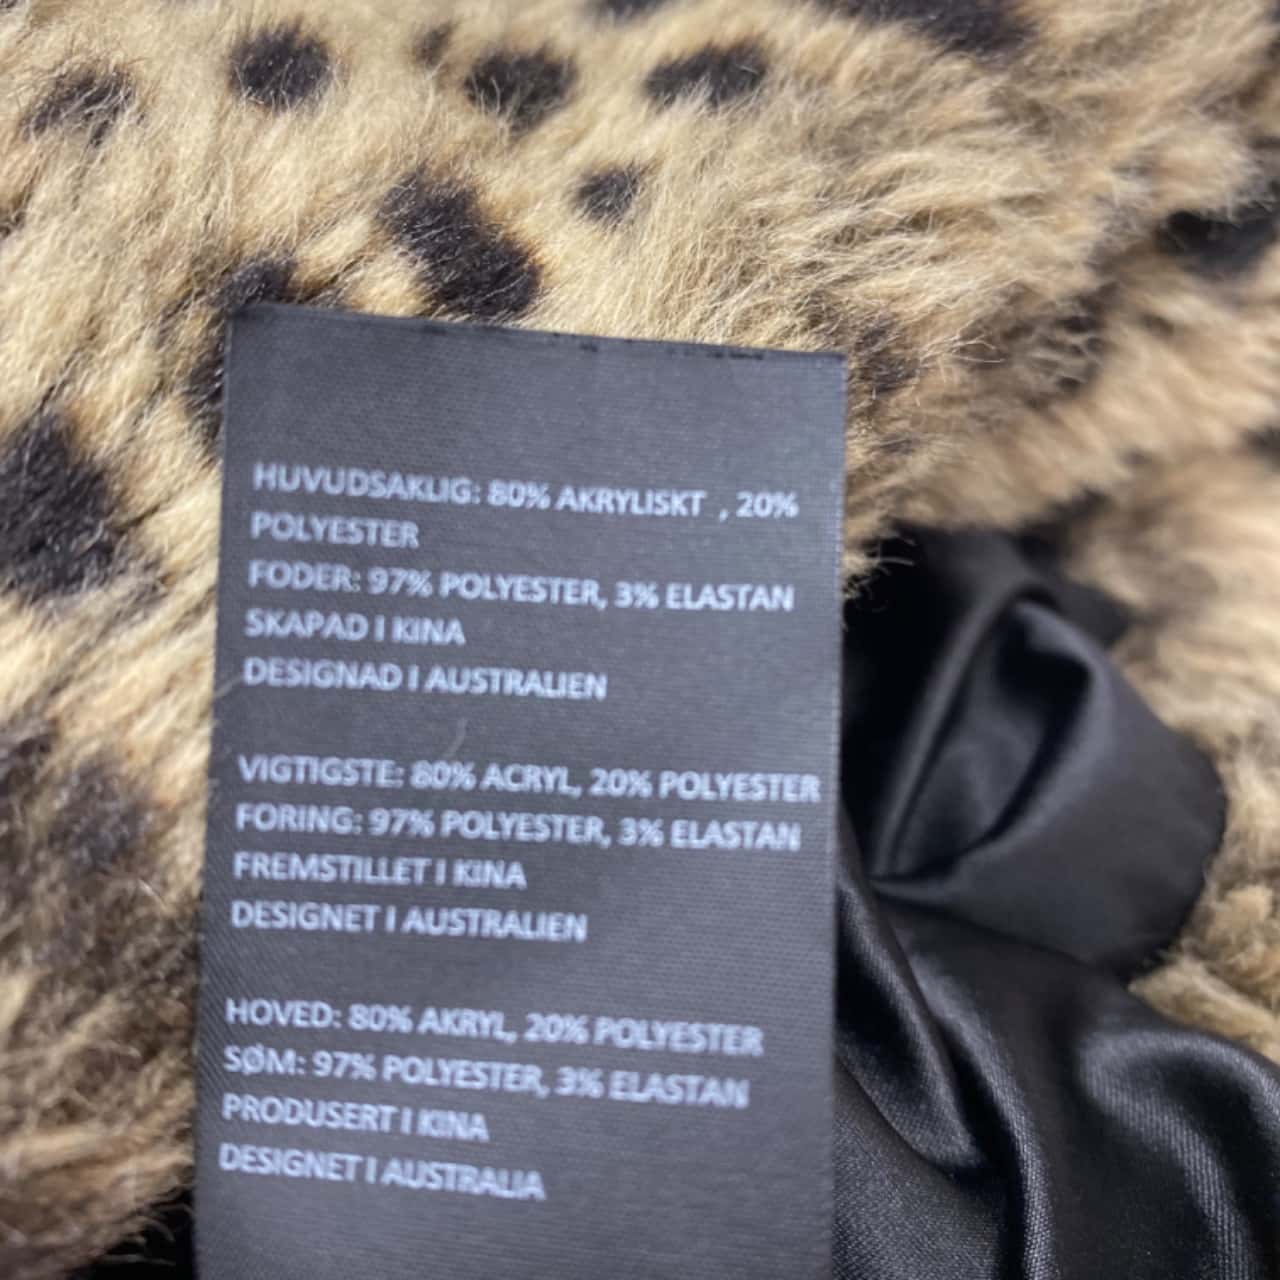 HUVUDSAKLIG: 80% AKRYLISKT , 20%
POLYESTER
FODER: 97% POLYESTER, 3% ELASTAN
SKAPAD I KINA
DESIGNAD I AUSTRALIEN
VIGTIGSTE: 80% ACRYL, 20% POLYESTER
FORING: 97% POLYESTER, 3% ELASTAN
FREMSTILLET I KINA
DESIGNET I AUSTRALIEN
HOVED: 80% AKRYL, 20% POLYESTER
SØM: 97% POLYESTER, 3% ELASTAN
PRODUSERT I KINA
DESIGNET I AUSTRALIA